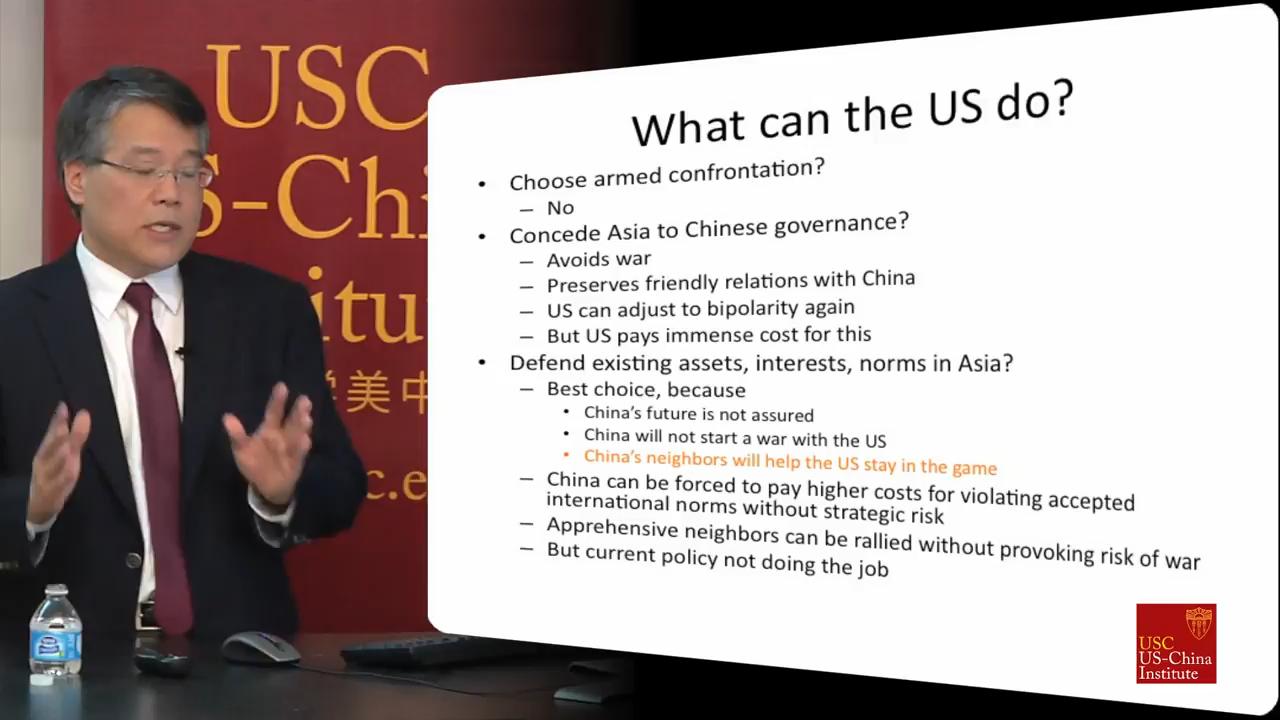 USC
S-Chi
itu
美中
c.e
What can the US do?
• Choose armed confrontation?
– No
• Concede Asia to Chinese governance?
– Avoids war
– Preserves friendly relations with China
– US can adjust to bipolarity again
– But US pays immense cost for this
• Defend existing assets, interests, norms in Asia?
– Best choice, because
• China's future is not assured
• China will not start a war with the US
• China's neighbors will help the US stay in the game
– China can be forced to pay higher costs for violating accepted
international norms without strategic risk
– Apprehensive neighbors can be rallied without provoking risk of war
– But current policy not doing the job
USC
US-China
Institute